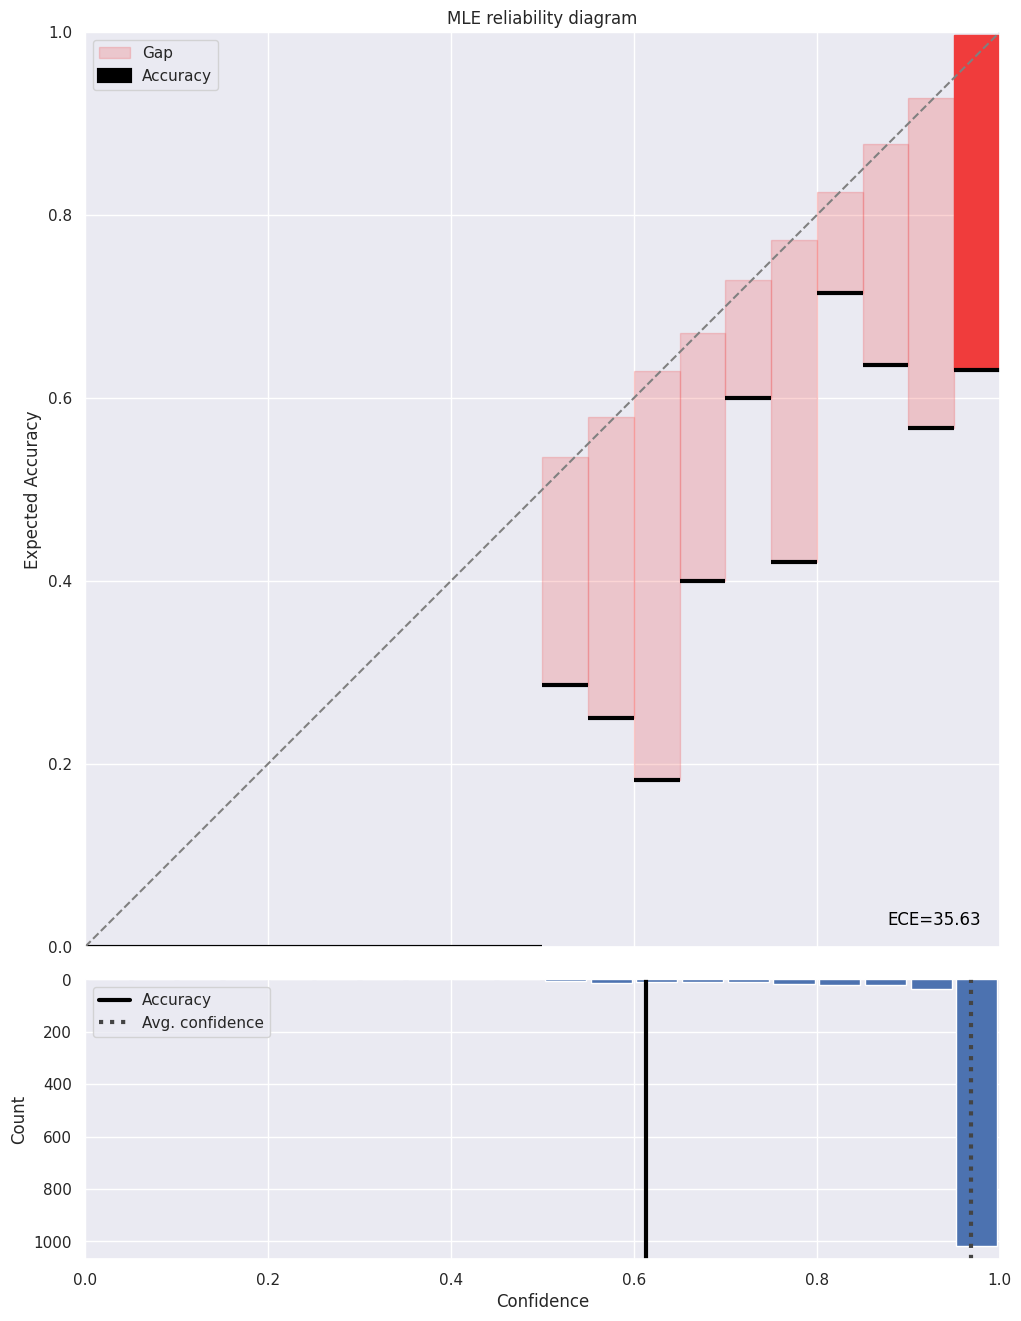 MLE reliability diagram
1.0
0.8
0.6
0.4
0.2
0.0
Expected Accuracy
Gap
Accuracy
ECE=35.63
0
200
400
600
800
1000
Count
Accuracy
Avg. confidence
0.0 0.2 0.4 0.6 0.8 1.0
Confidence